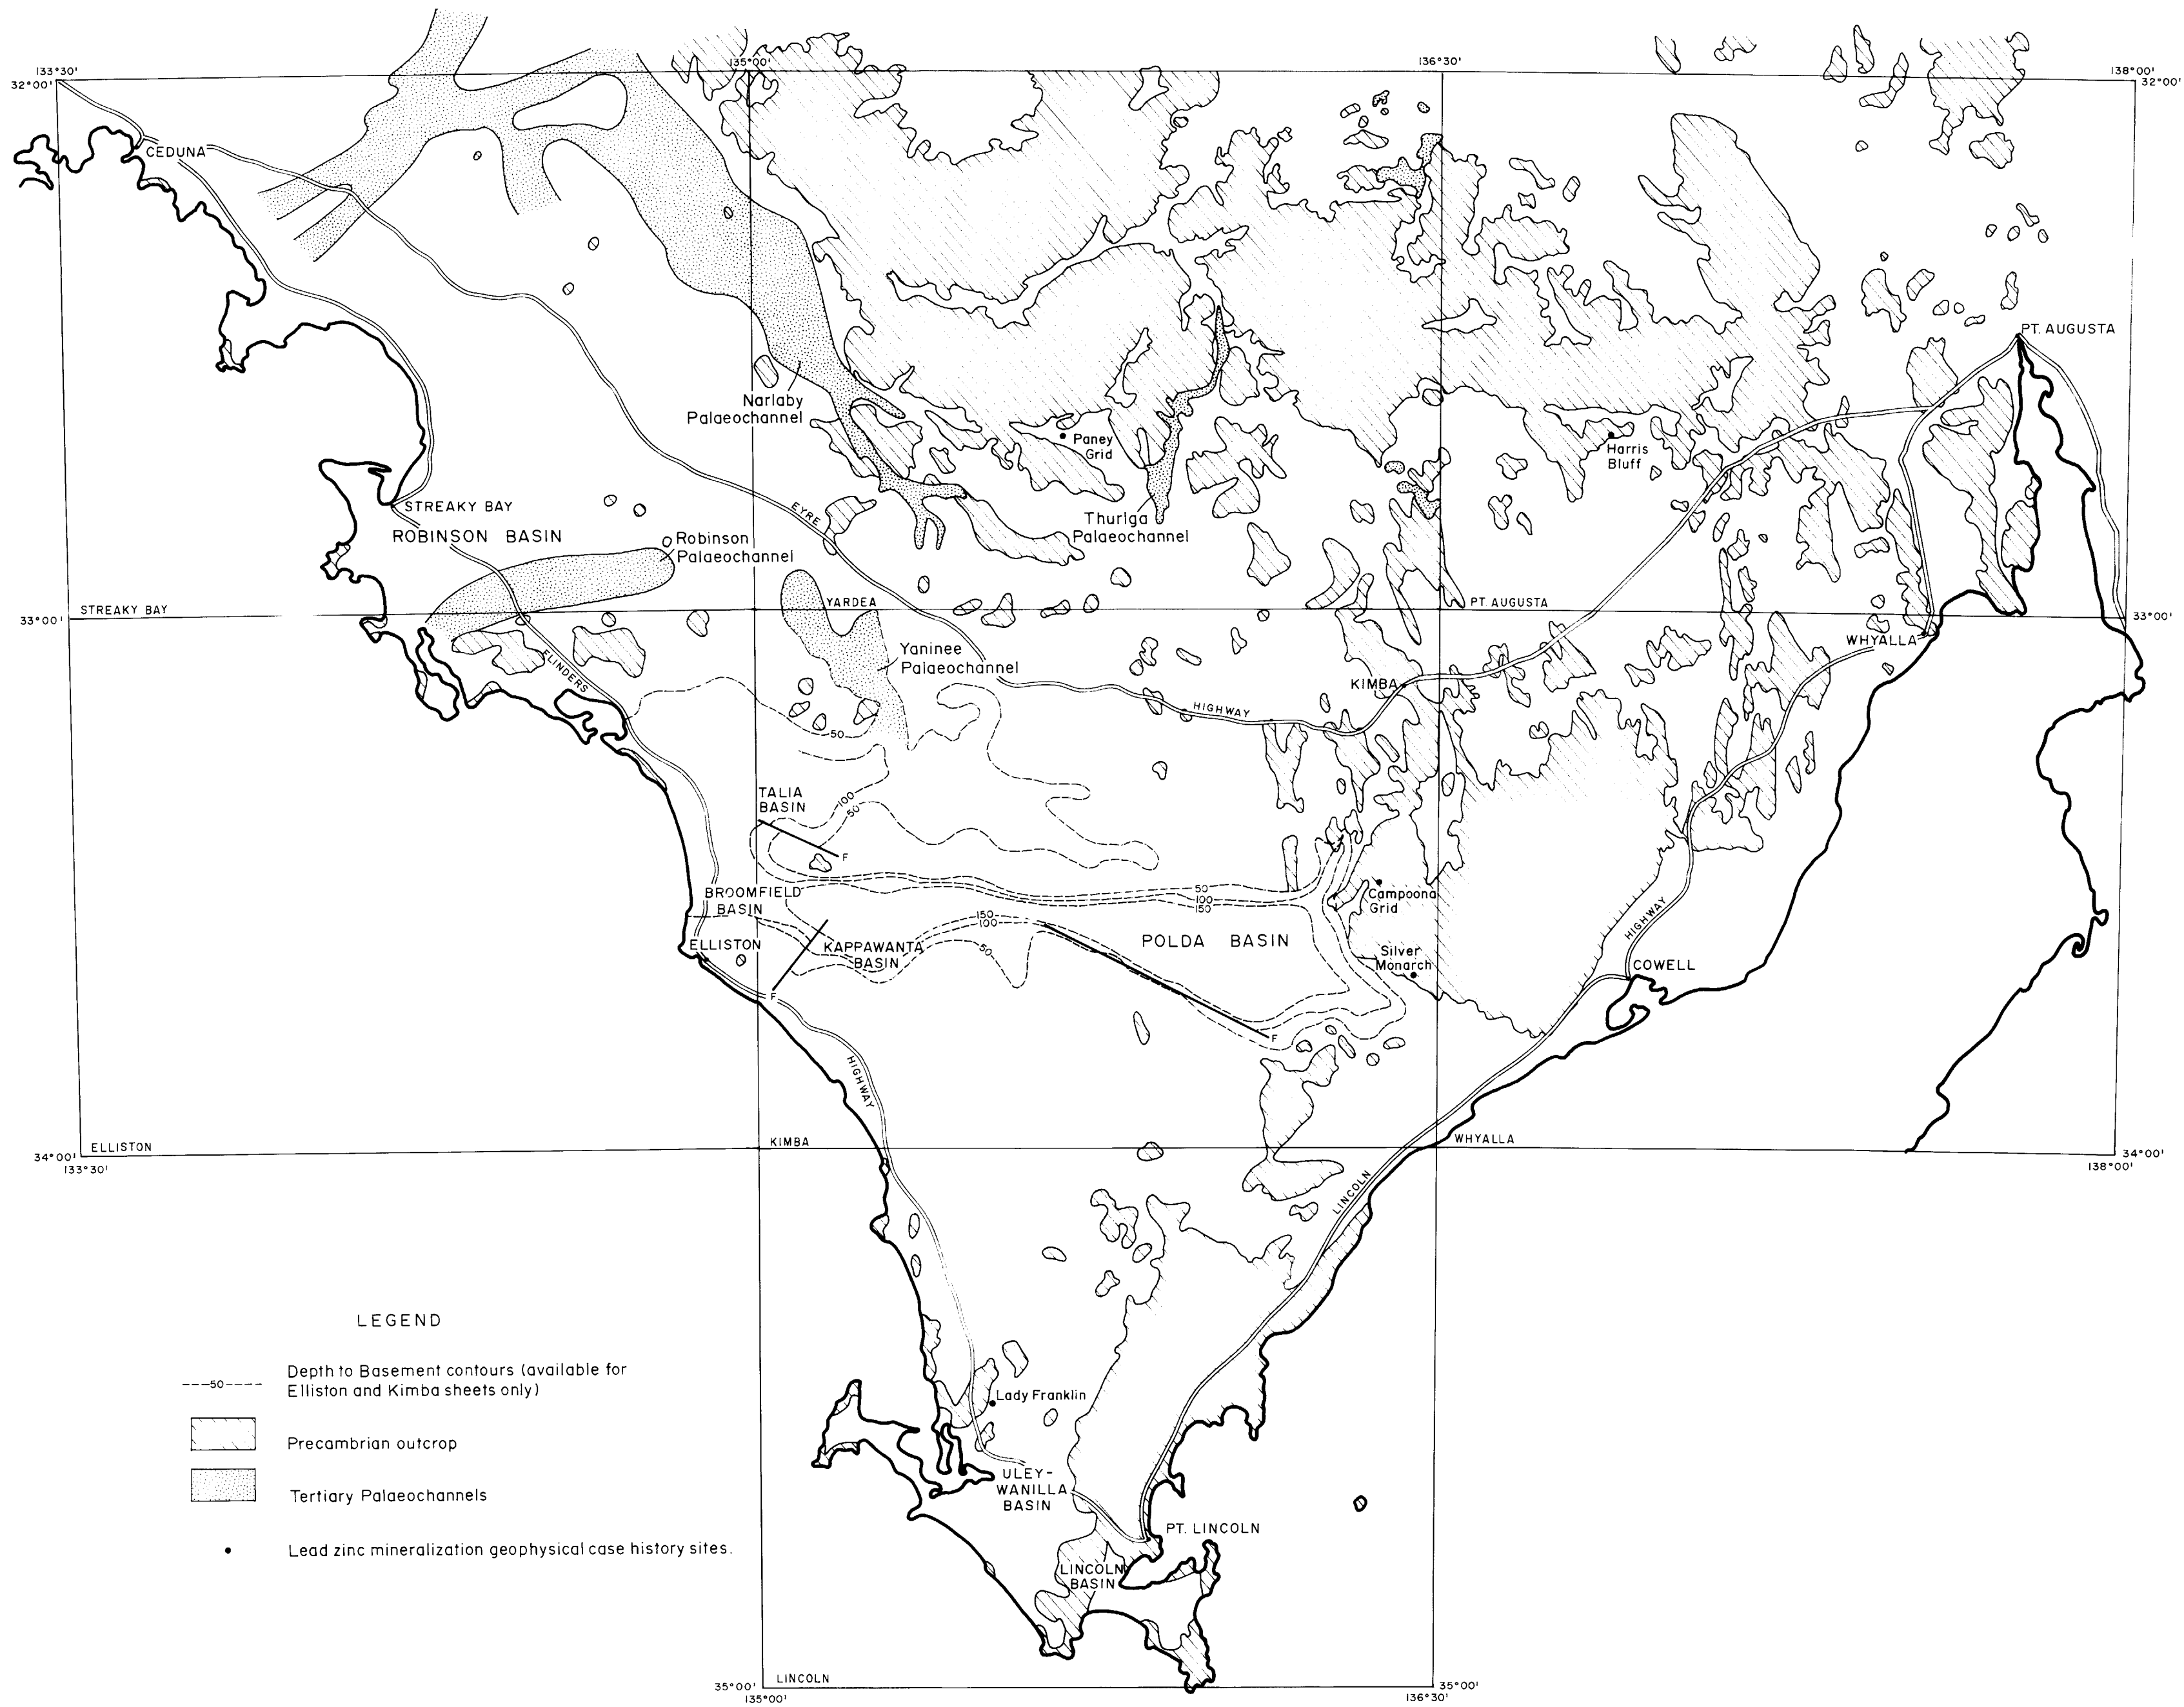 133°30'
135°00'
136°30'
138°00'
32°00'
32°00'
CEDUNA
PT. AUGUSTA
Narlaby
Palaeochannel
Paney
Grid
Harris
Bluff
STREAKY BAY
ROBINSON BASIN
EYRE
Thurlga
Palaeochannel
Robinson
Palaeochannel
STREAKY BAY
YARDEA
PT. AUGUSTA
33°00'
33°00'
WHYALLA
FLINDERS
Yaninee
Palaeochannel
KIMBA
HIGHWAY
50
TALIA
BASIN
100
50
F
BROOMFIELD
BASIN
50
100
150
Campoona
Grid
HIGHWAY
150
100
50
ELLISTON
KAPPAWANTA
BASIN
POLDA BASIN
Silver
Monarch
COWELL
F
F
HIGHWAY
ELLISTON
KIMBA
WHYALLA
34°00'
133°30'
34°00'
138°00'
LINCOLN
LEGEND
50
Depth to Basement contours (available for
Elliston and Kimba sheets only)
Precambrian outcrop
Tertiary Palaeochannels
Lead zinc mineralization geophysical case history sites.
Lady Franklin
ULEY-
WANILLA
BASIN
PT. LINCOLN
LINCOLN
BASIN
LINCOLN
35°00'
135°00'
35°00'
136°30'